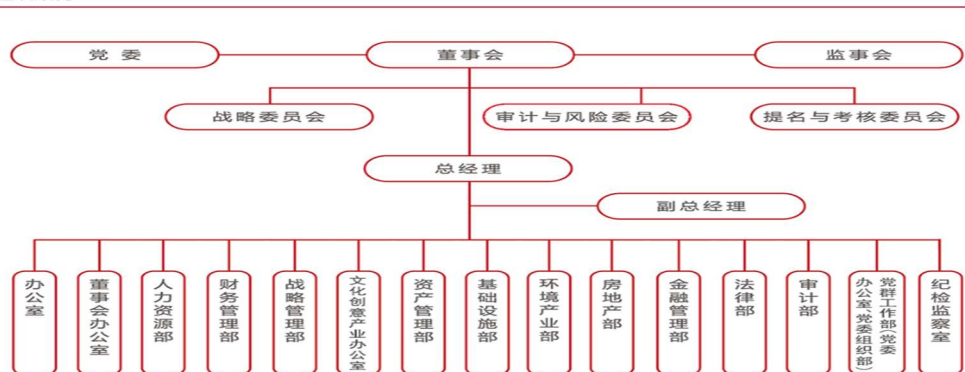 党委
董事会
监事会
战略委员会
审计与风险委员会
提名与考核委员会
总经理
副总经理
办公室
董事会办公室
人力资源部
财务管理部
战略管理部
文化创意产业办公室
资产管理部
基础设施部
环境产业部
房地产部
金融管理部
法律部
审计部
党群工作部(党委
办公室、党委组织部)
纪检监察室